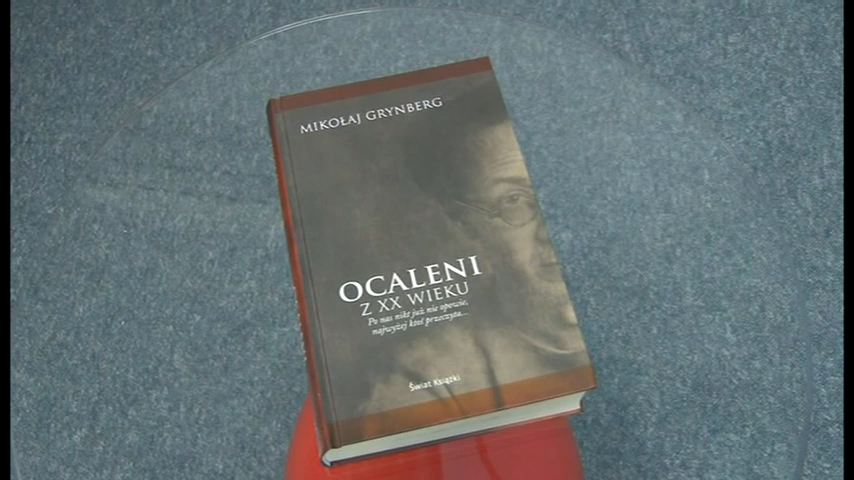 MIKOŁAJ GRYNBERG
OCALENI
Z XX WIEKU
Po nas nikt już nie opowie,
najwyżej ktoś przeczyta...
Świat Książki